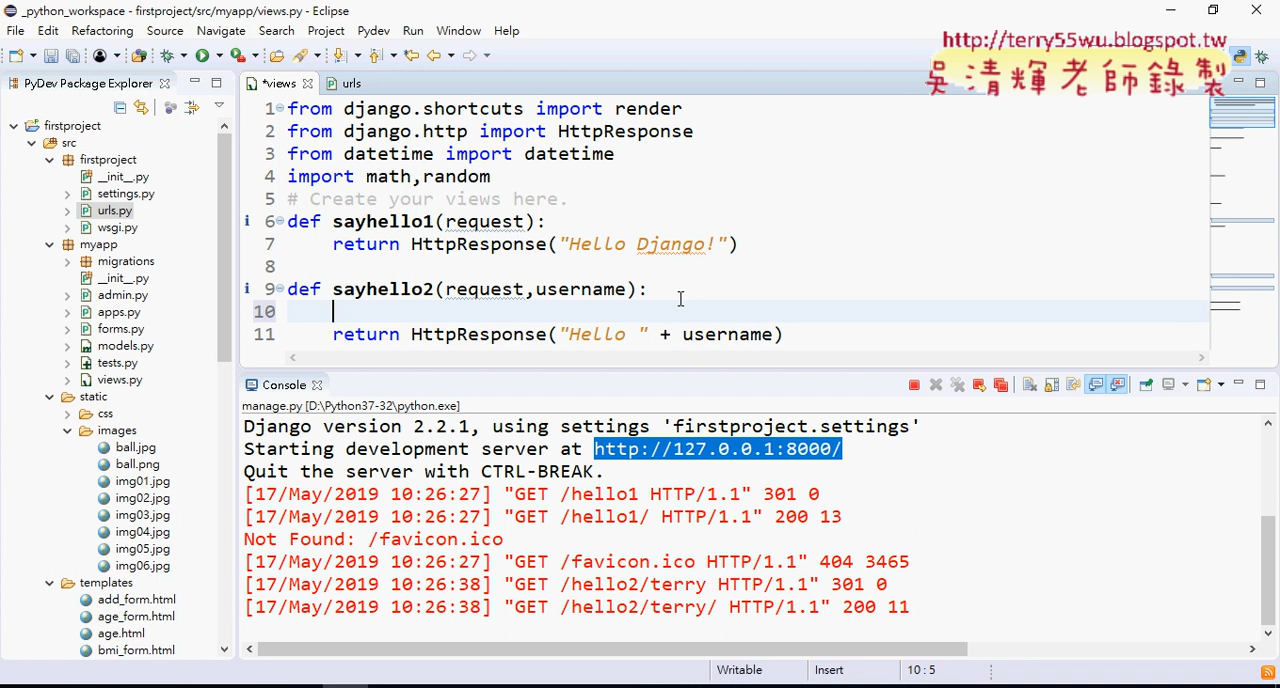 _python_workspace - firstproject/src/myapp/views.py - Eclipse
File Edit Refactoring Source Navigate Search Project Pydev Run Window Help
http://terry55wu.blogspot.tw
吳清輝老師錄製
PyDev Package Explorer
firstproject
src
firstproject
__init__.py
settings.py
urls.py
wsgi.py
myapp
migrations
__init__.py
admin.py
apps.py
forms.py
models.py
tests.py
views.py
static
css
images
ball.jpg
ball.png
img01.jpg
img02.jpg
img03.jpg
img04.jpg
img05.jpg
img06.jpg
templates
add_form.html
age_form.html
age.html
bmi_form.html
*views urls
1 from django.shortcuts import render
2 from django.http import HttpResponse
3 from datetime import datetime
4 import math,random
5 # Create your views here.
6 def sayhello1(request):
7 return HttpResponse("Hello Django!")
8
9 def sayhello2(request,username):
10
11 return HttpResponse("Hello " + username)
Console
manage.py [D:\Python37-32\python.exe]
Django version 2.2.1, using settings 'firstproject.settings'
Starting development server at http://127.0.0.1:8000/
Quit the server with CTRL-BREAK.
[17/May/2019 10:26:27] "GET /hello1 HTTP/1.1" 301 0
[17/May/2019 10:26:27] "GET /hello1/ HTTP/1.1" 200 13
Not Found: /favicon.ico
[17/May/2019 10:26:27] "GET /favicon.ico HTTP/1.1" 404 3465
[17/May/2019 10:26:38] "GET /hello2/terry HTTP/1.1" 301 0
[17/May/2019 10:26:38] "GET /hello2/terry/ HTTP/1.1" 200 11
Writable Insert 10 : 5